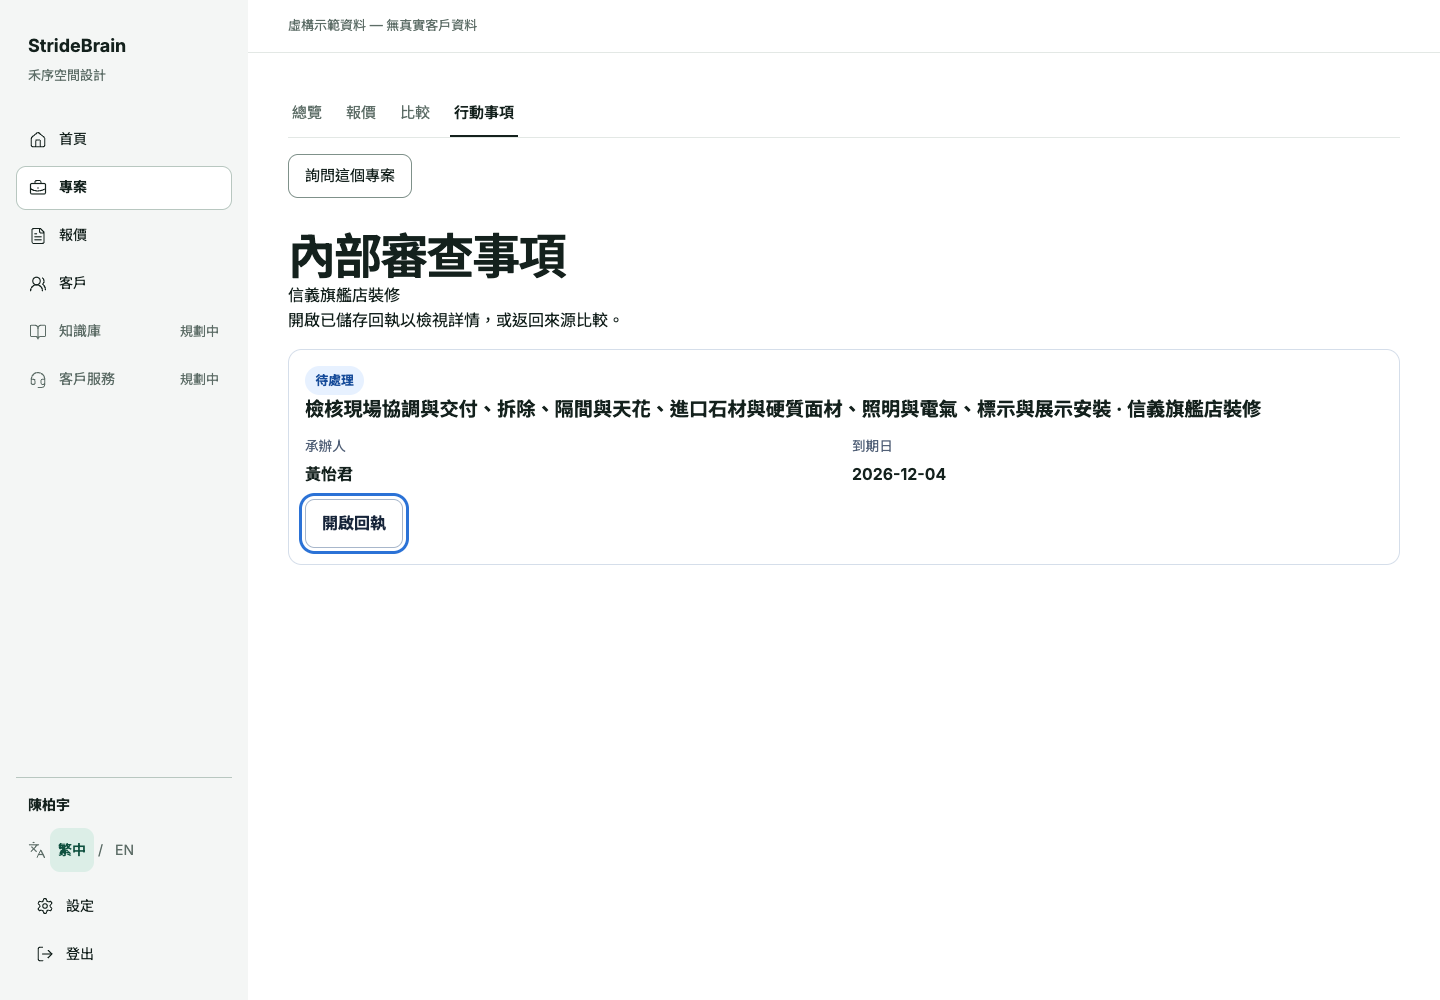 StrideBrain
禾序空間設計
首頁
專案
報價
客戶
知識庫 規劃中
客戶服務 規劃中
陳柏宇
繁中 / EN
設定
登出
虛構示範資料 — 無真實客戶資料
總覽 報價 比較 行動事項
詢問這個專案
內部審查事項
信義旗艦店裝修
開啟已儲存回執以檢視詳情，或返回來源比較。
待處理
檢核現場協調與交付、拆除、隔間與天花、進口石材與硬質面材、照明與電氣、標示與展示安裝 · 信義旗艦店裝修
承辦人 到期日
黃怡君 2026-12-04
開啟回執